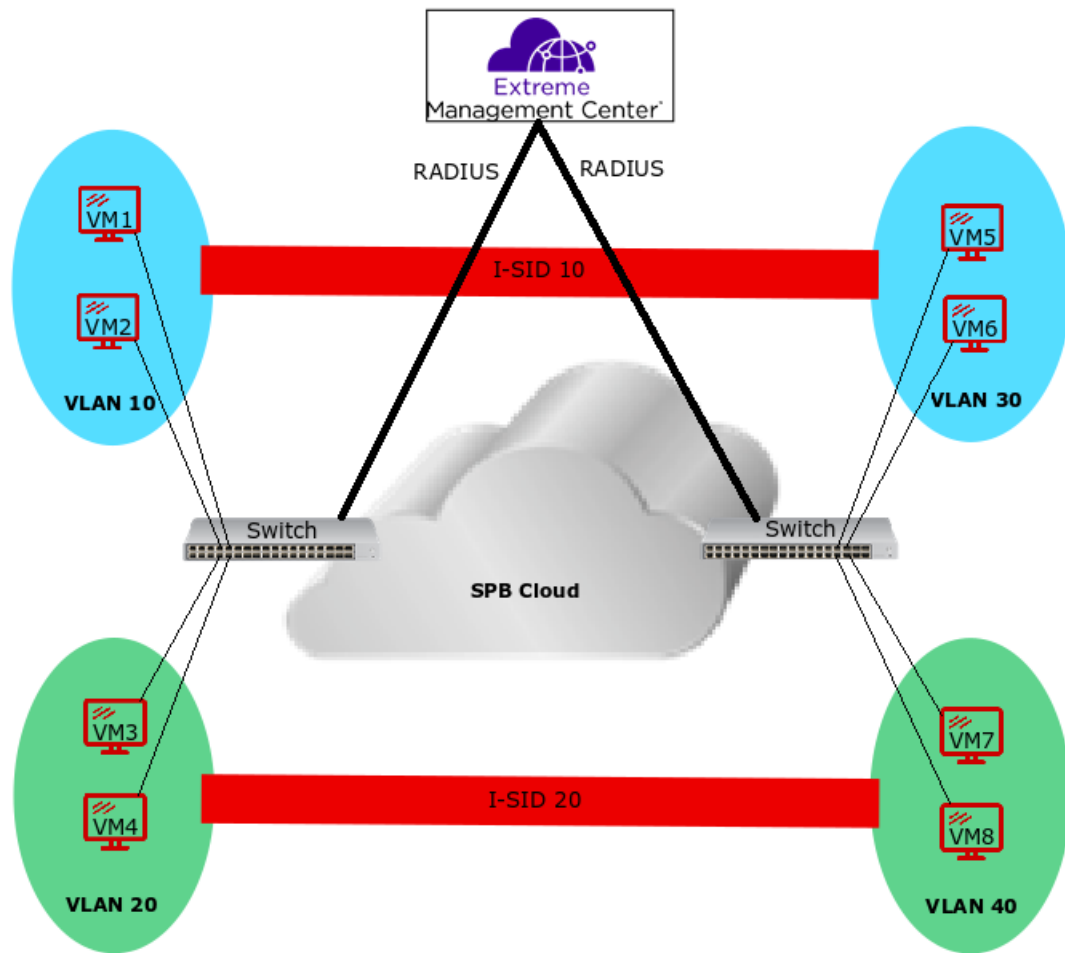 Extreme
Management Center
RADIUS
RADIUS
VM1
VM5
I-SID 10
VM2
VM6
VLAN 10
VLAN 30
Switch
Switch
SPB Cloud
VM3
VM7
I-SID 20
VM4
VM8
VLAN 20
VLAN 40